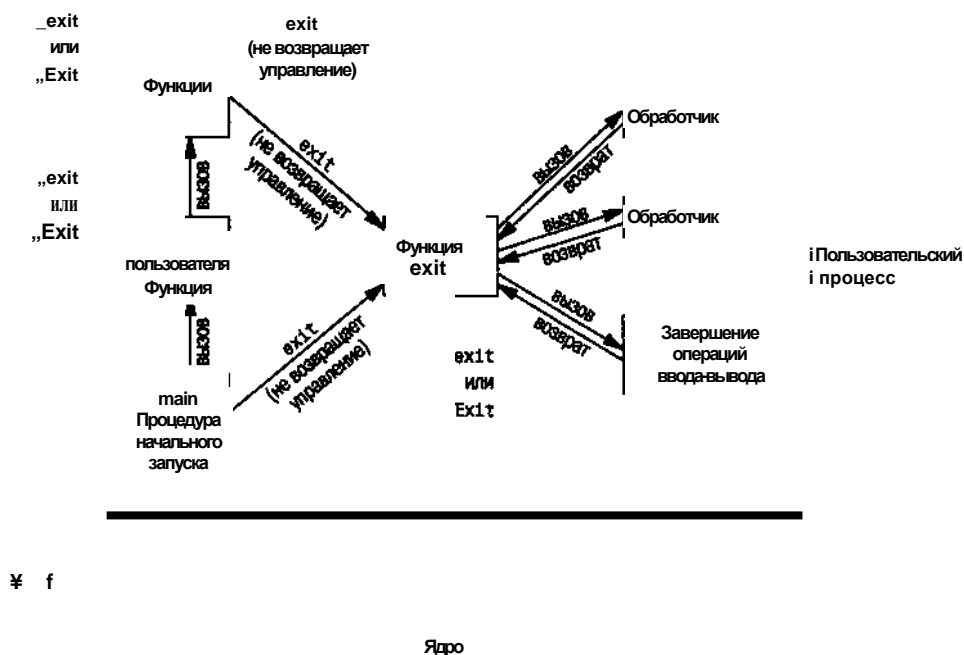 _exit
или
„Exit
exit
(не возвращает
управление)
Функции
exit
(не возвращает
управление)
вызов
„exit
или
„Exit
вызов
возврат
Обработчик
вызов
возврат
Обработчик
Функция
exit
i Пользовательский
i процесс
пользователя
Функция
вызов
exit
(не возвращает
управление)
вызов
возврат
Завершение
операций
ввода-вывода
exit
или
Exit
main
Процедура
начального
запуска
¥ f
Ядро